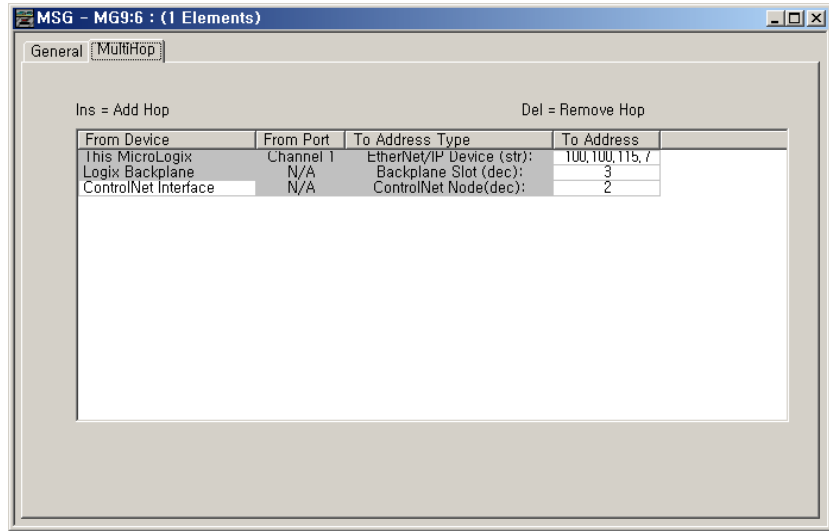 MSG - MG9:6 : (1 Elements)
General MultiHop
Ins = Add Hop Del = Remove Hop
From Device From Port To Address Type To Address
This MicroLogix Channel 1 EtherNet/IP Device (str): 100,100,115,7
Logix Backplane N/A Backplane Slot (dec): 3
ControlNet Interface N/A ControlNet Node(dec): 2